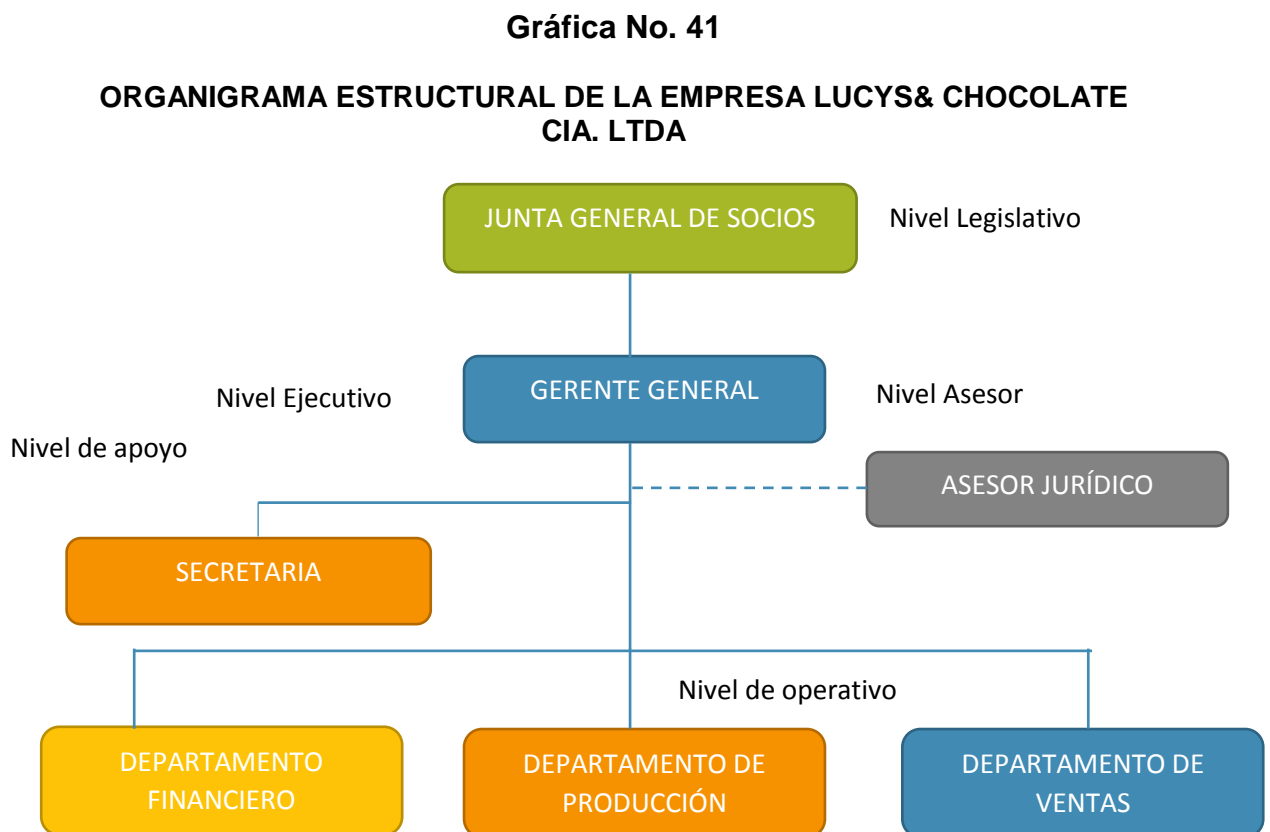 Gráfica No. 41
ORGANIGRAMA ESTRUCTURAL DE LA EMPRESA LUCYS& CHOCOLATE
CIA. LTDA
JUNTA GENERAL DE SOCIOS
Nivel Legislativo
Nivel Ejecutivo
GERENTE GENERAL
Nivel Asesor
Nivel de apoyo
ASESOR JURÍDICO
SECRETARIA
Nivel de operativo
DEPARTAMENTO
FINANCIERO
DEPARTAMENTO DE
PRODUCCIÓN
DEPARTAMENTO DE
VENTAS